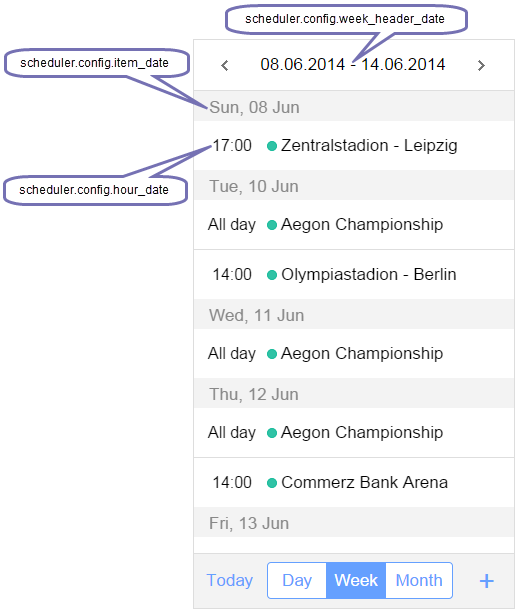 scheduler.config.week_header_date
scheduler.config.item_date
08.06.2014 - 14.06.2014
Sun, 08 Jun
17:00 Zentralstadion - Leipzig
scheduler.config.hour_date
Tue, 10 Jun
All day Aegon Championship
14:00 Olympiastadion - Berlin
Wed, 11 Jun
All day Aegon Championship
Thu, 12 Jun
All day Aegon Championship
14:00 Commerz Bank Arena
Fri, 13 Jun
Today Day Week Month +